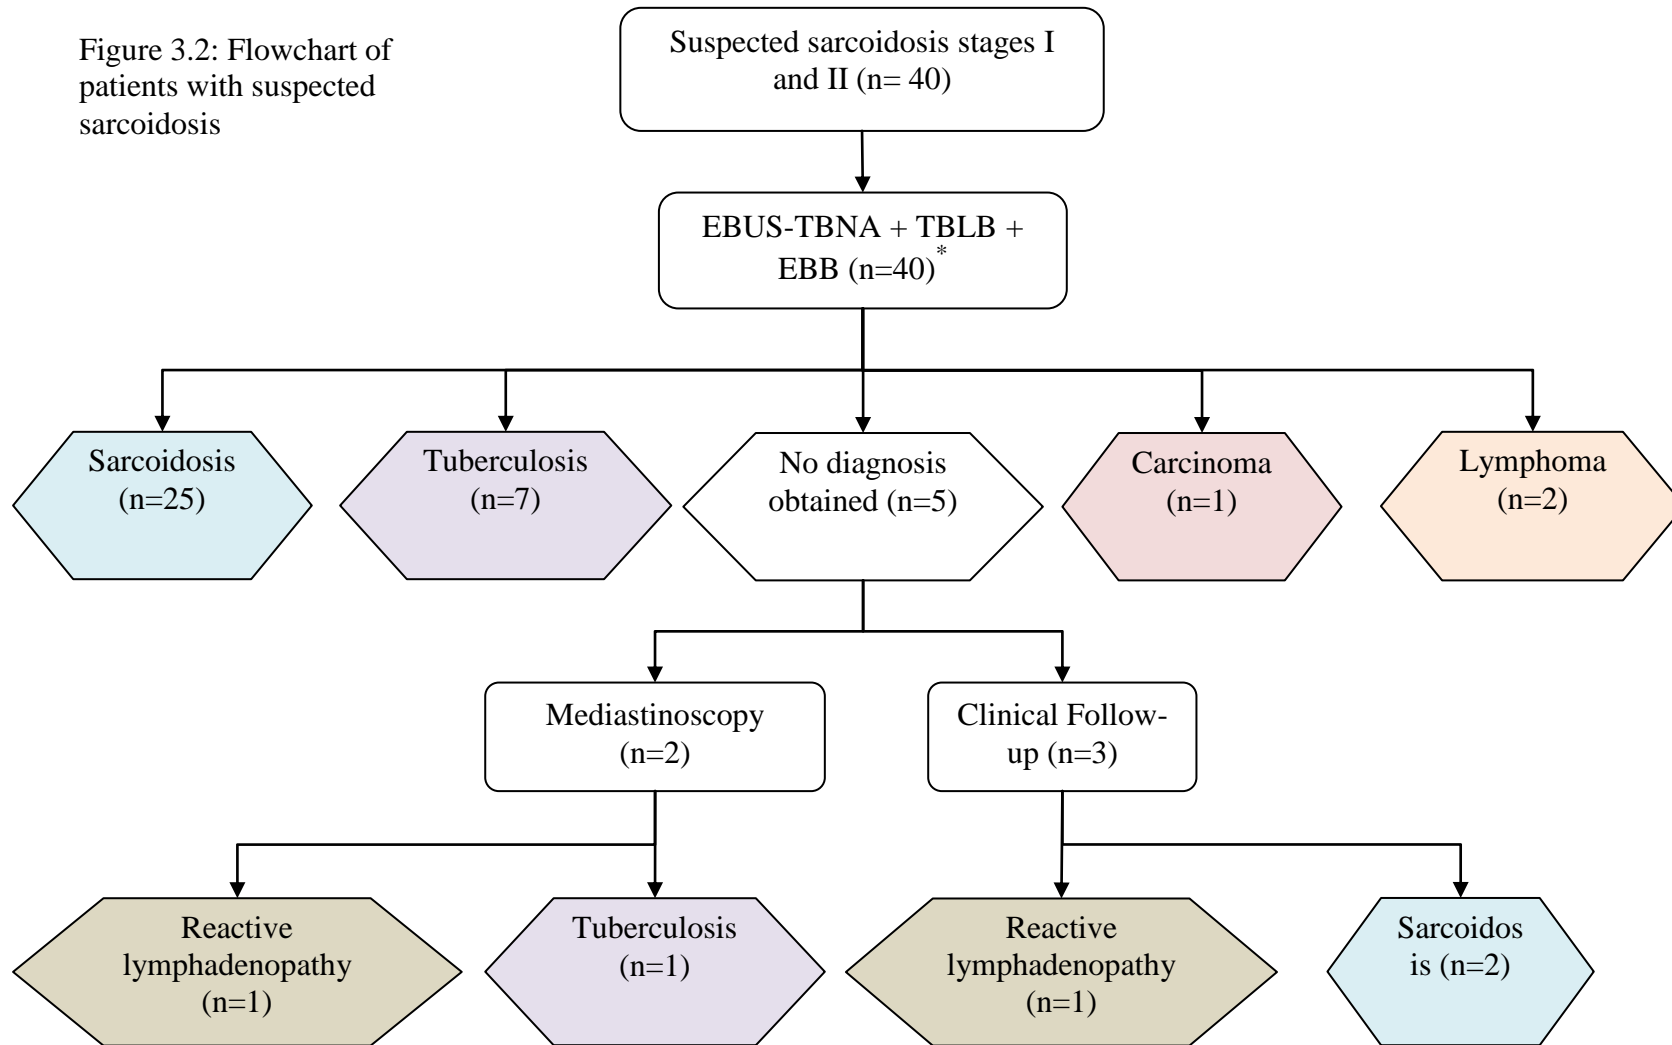 Figure 3.2: Flowchart of
patients with suspected
sarcoidosis
Suspected sarcoidosis stages I
and II (n= 40)
EBUS-TBNA + TBLB +
EBB (n=40)*
Sarcoidosis
(n=25)
Tuberculosis
(n=7)
No diagnosis
obtained (n=5)
Carcinoma
(n=1)
Lymphoma
(n=2)
Mediastinoscopy
(n=2)
Clinical Follow-
up (n=3)
Reactive
lymphadenopathy
(n=1)
Tuberculosis
(n=1)
Reactive
lymphadenopathy
(n=1)
Sarcoidos
is (n=2)